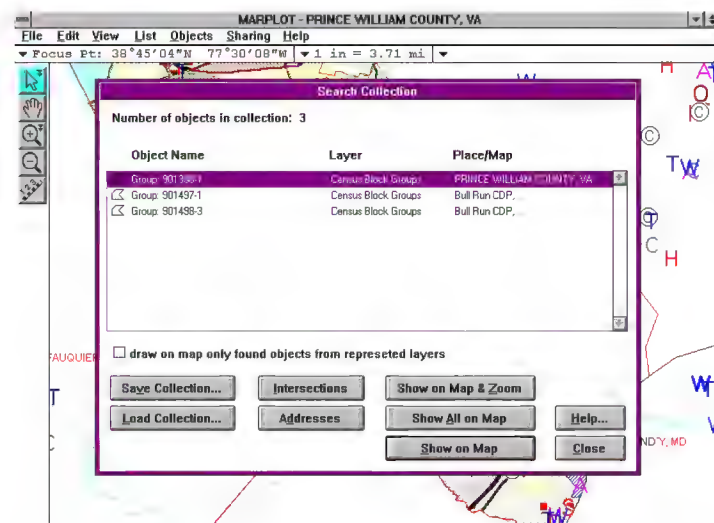 MARPLOT - PRINCE WILLIAM COUNTY, VA
File Edit View List Objects Sharing Help
Focus Pt: 38°45'04"N 77°30'08"W 1 in = 3.71 mi
Search Collection
Number of objects in collection: 3
Object Name Layer Place/Map
Group: 901388-1 Census Block Groups PRINCE WILLIAM COUNTY, VA
Group: 901497-1 Census Block Groups Bull Run CDP,
Group: 901498-3 Census Block Groups Bull Run CDP,
draw on map only found objects from represeted layers
Save Collection... Intersections Show on Map & Zoom
Load Collection... Addresses Show All on Map Help...
Show on Map Close
FAUQUIER
MD
H
A
O
C
W
T
W
T
C
H
T
W
A
W